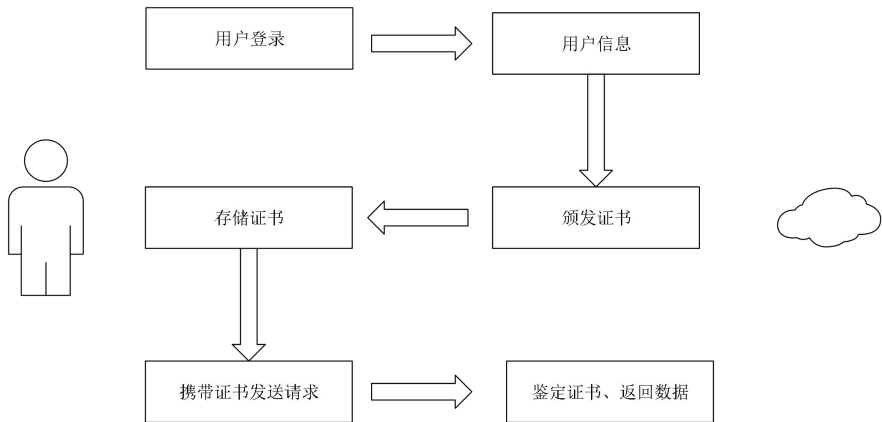 用户登录
用户信息
存储证书
颁发证书
携带证书发送请求
鉴定证书、返回数据